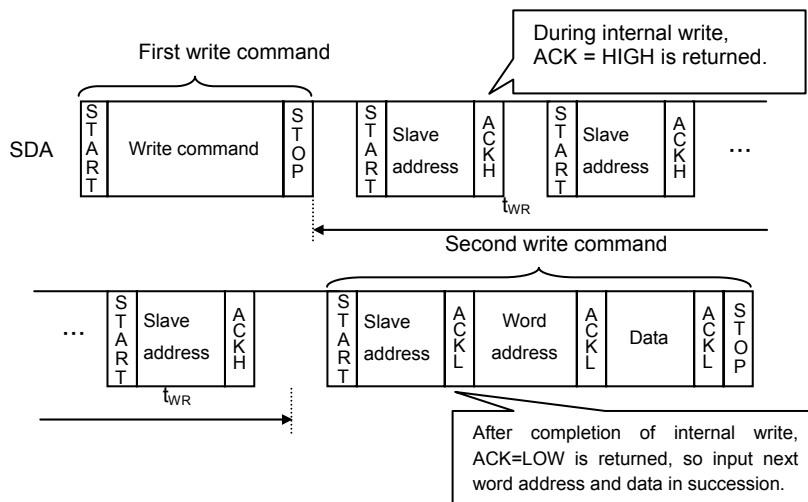 First write command
During internal write,
ACK = HIGH is returned.
SDA
START
Write command
STOP
START
Slave
address
ACKH
START
Slave
address
ACKH
...
tWR
Second write command
...
START
Slave
address
ACKH
START
Slave
address
ACKL
Word
address
ACKL
Data
ACKL
STOP
tWR
After completion of internal write,
ACK=LOW is returned, so input next
word address and data in succession.